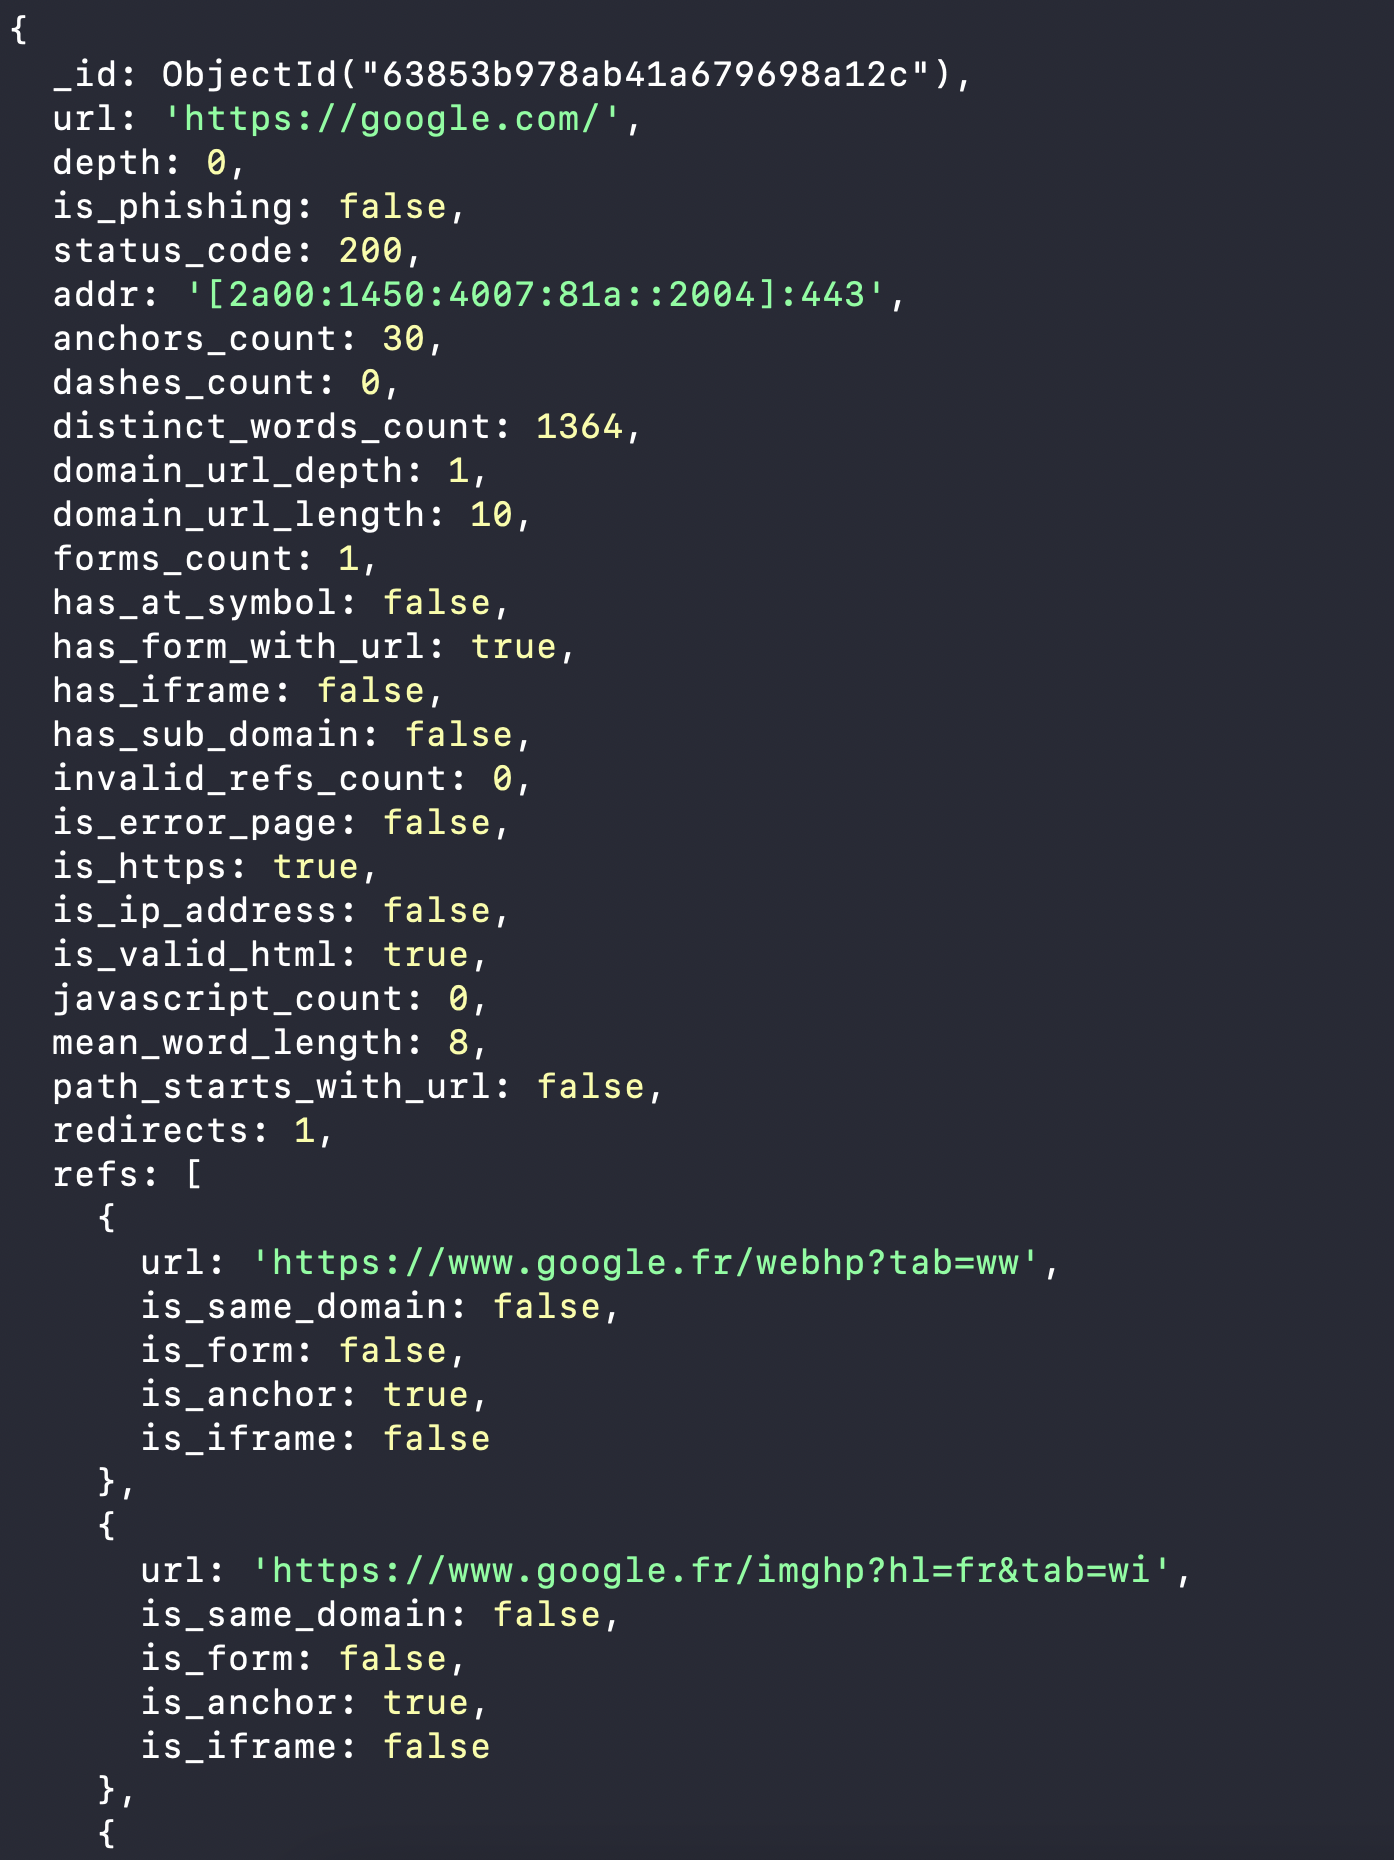 {
  _id: ObjectId("63853b978ab41a679698a12c"),
  url: 'https://google.com/',
  depth: 0,
  is_phishing: false,
  status_code: 200,
  addr: '[2a00:1450:4007:81a::2004]:443',
  anchors_count: 30,
  dashes_count: 0,
  distinct_words_count: 1364,
  domain_url_depth: 1,
  domain_url_length: 10,
  forms_count: 1,
  has_at_symbol: false,
  has_form_with_url: true,
  has_iframe: false,
  has_sub_domain: false,
  invalid_refs_count: 0,
  is_error_page: false,
  is_https: true,
  is_ip_address: false,
  is_valid_html: true,
  javascript_count: 0,
  mean_word_length: 8,
  path_starts_with_url: false,
  redirects: 1,
  refs: [
    {
      url: 'https://www.google.fr/webhp?tab=ww',
      is_same_domain: false,
      is_form: false,
      is_anchor: true,
      is_iframe: false
    },
    {
      url: 'https://www.google.fr/imghp?hl=fr&tab=wi',
      is_same_domain: false,
      is_form: false,
      is_anchor: true,
      is_iframe: false
    },
    {